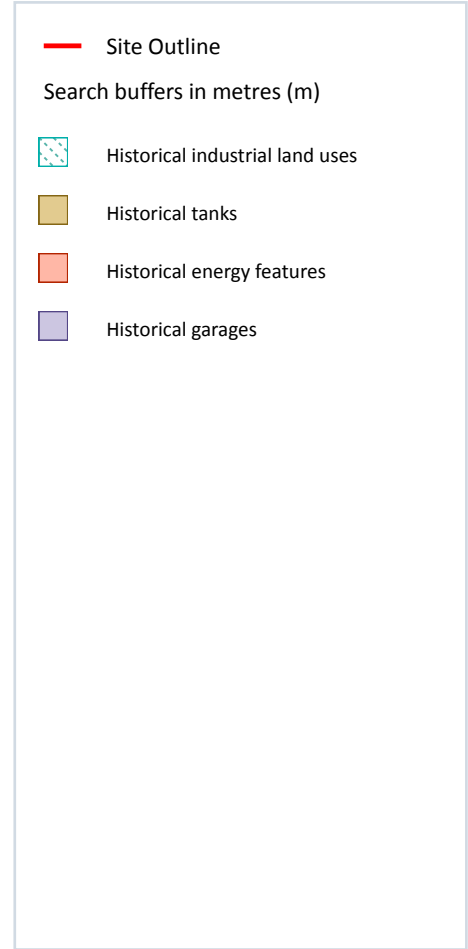 Site Outline
Search buffers in metres (m)
Historical industrial land uses
Historical tanks
Historical energy features
Historical garages